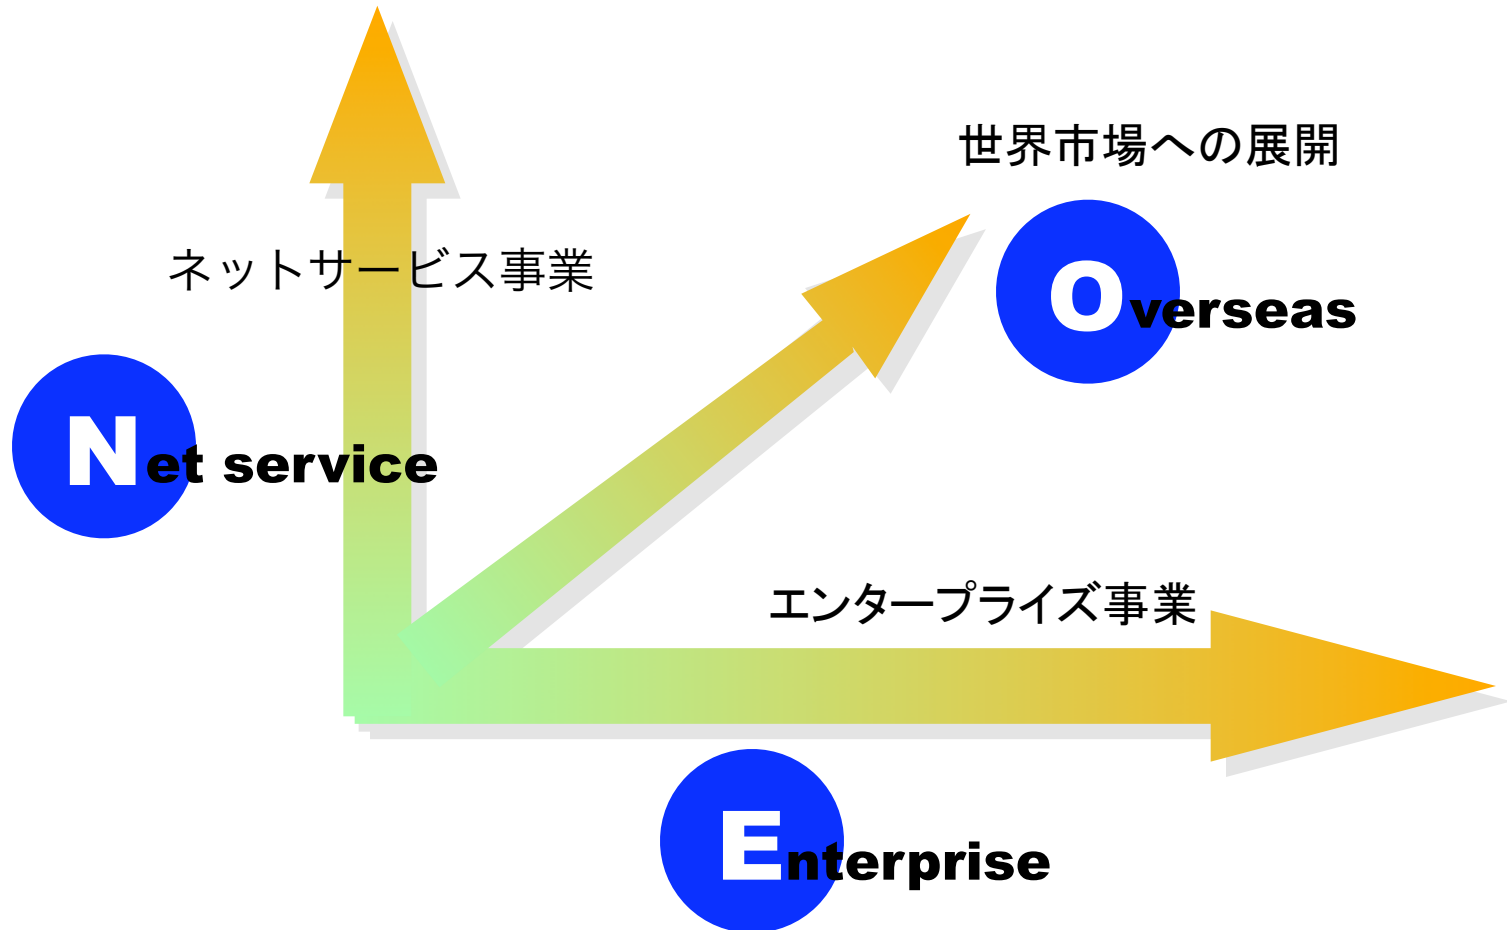 世界市場への展開
Overseas
ネットサービス事業
Net service
エンタープライズ事業
Enterprise